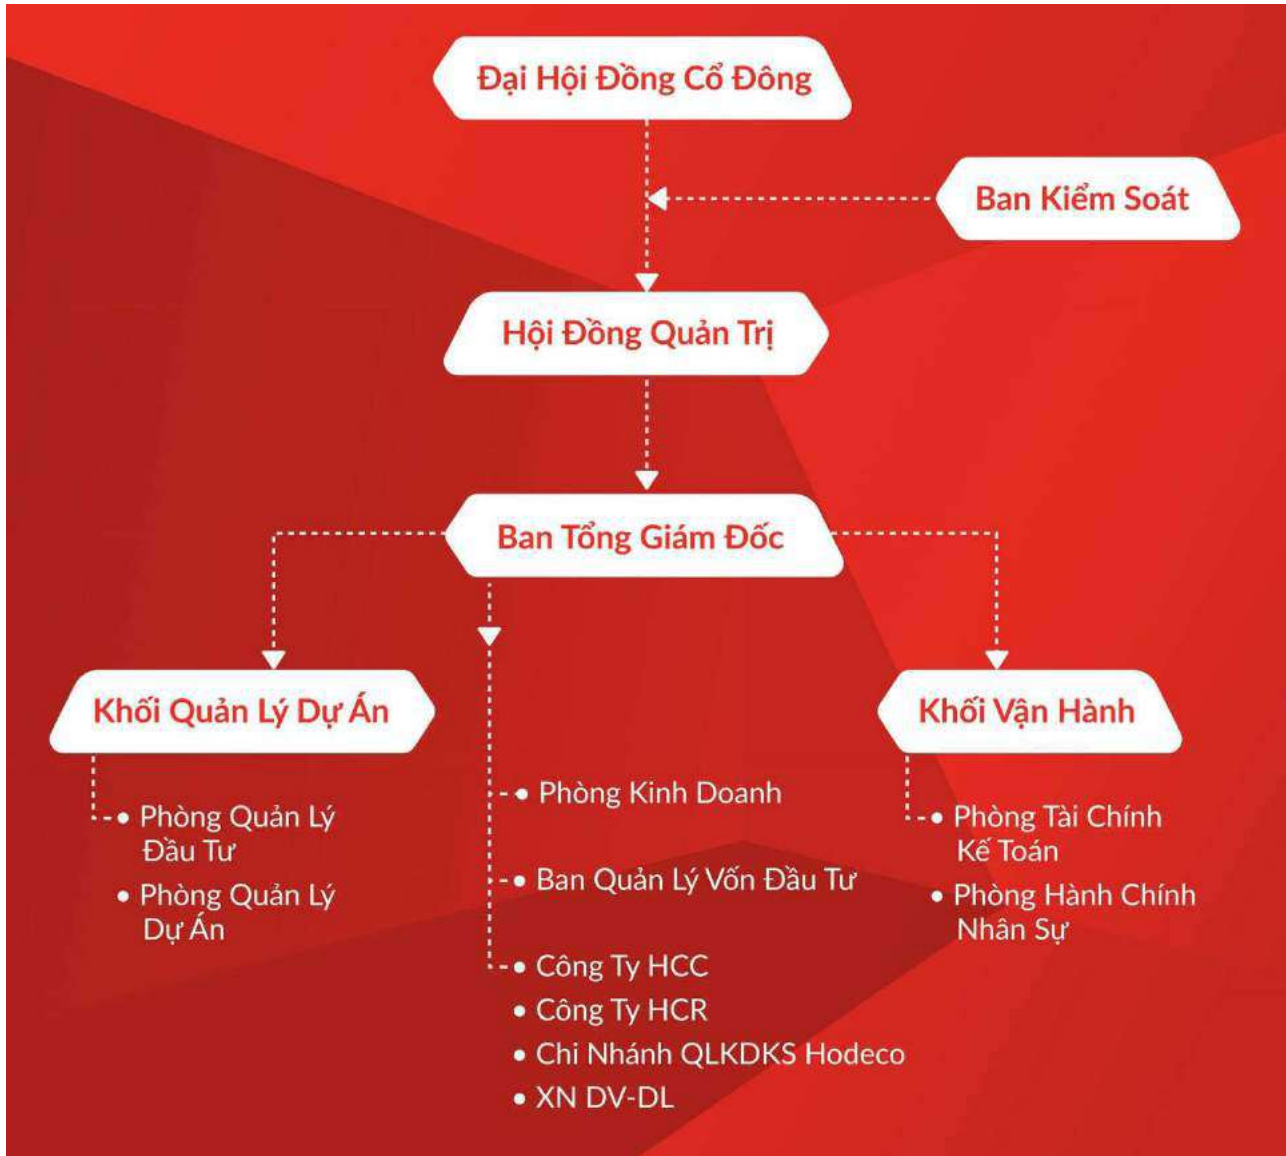 Đại Hội Đồng Cổ Đông
Ban Kiểm Soát
Hội Đồng Quản Trị
Ban Tổng Giám Đốc
Khối Quản Lý Dự Án
Phòng Quản Lý
Đầu Tư
Phòng Quản Lý
Dự Án
Phòng Kinh Doanh
Ban Quản Lý Vốn Đầu Tư
Công Ty HCC
Công Ty HCR
Chi Nhánh QLKDKS Hodeco
XN DV-DL
Khối Vận Hành
Phòng Tài Chính
Kế Toán
Phòng Hành Chính
Nhân Sự